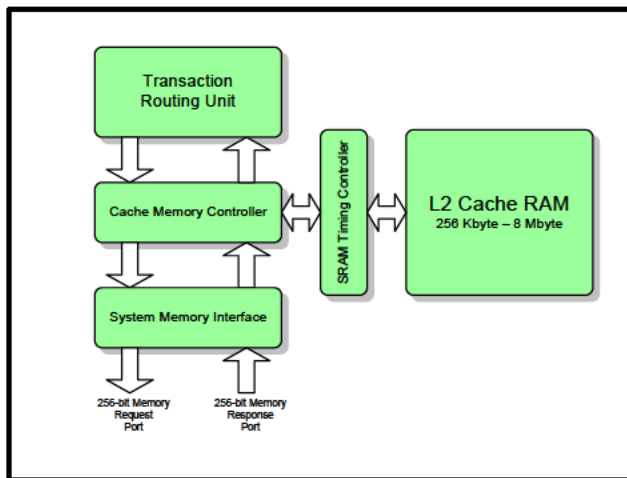 Transaction
Routing Unit
Cache Memory Controller
SRAM Timing Controller
L2 Cache RAM
256 Kbyte – 8 Mbyte
System Memory Interface
256-bit Memory
Request
Port
256-bit Memory
Response
Port